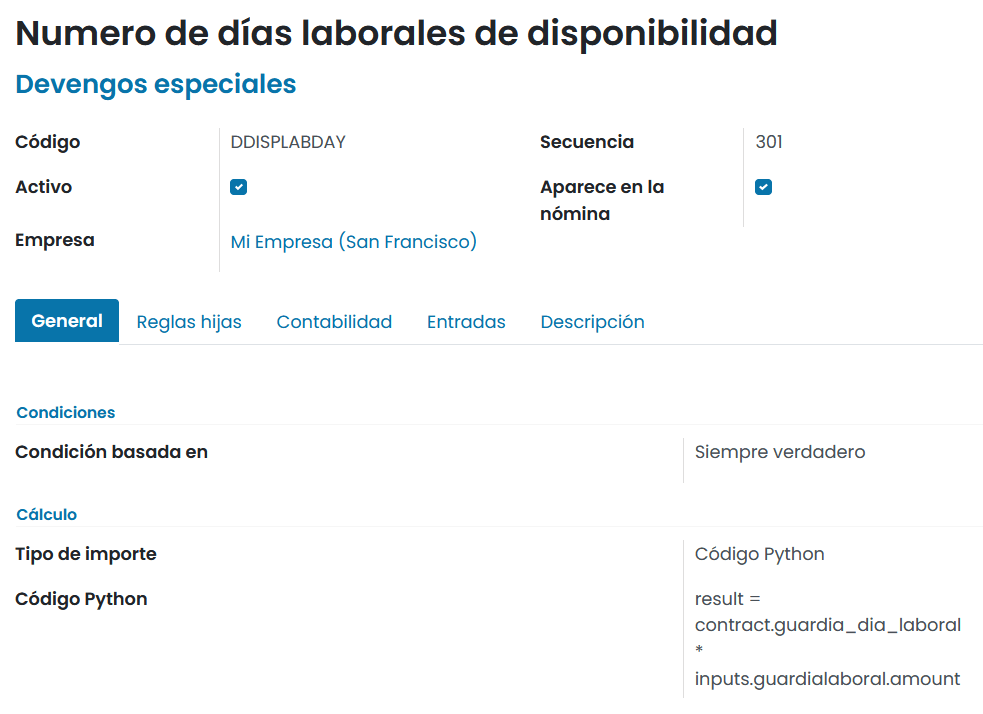 Numero de días laborales de disponibilidad
Devengos especiales
Código DDISPLABDAY Secuencia 301
Activo Aparece en la
nómina
Empresa Mi Empresa (San Francisco)
General Reglas hijas Contabilidad Entradas Descripción
Condiciones
Condición basada en Siempre verdadero
Cálculo
Tipo de importe Código Python
Código Python result =
contract.guardia_dia_laboral
*
inputs.guardialaboral.amount